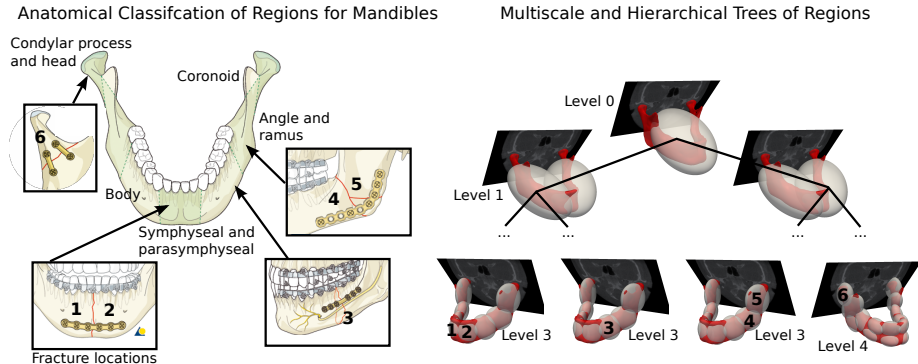 Anatomical Classifcation of Regions for Mandibles
Condylar process
and head
Coronoid
6
Angle and
ramus
5
4
Body
Symphyseal and
parasymphyseal
1 2
3
Fracture locations
Multiscale and Hierarchical Trees of Regions
Level 0
Level 1
... ...
... ...
1 2
Level 3
3
Level 3
5
4
Level 3
6
Level 4